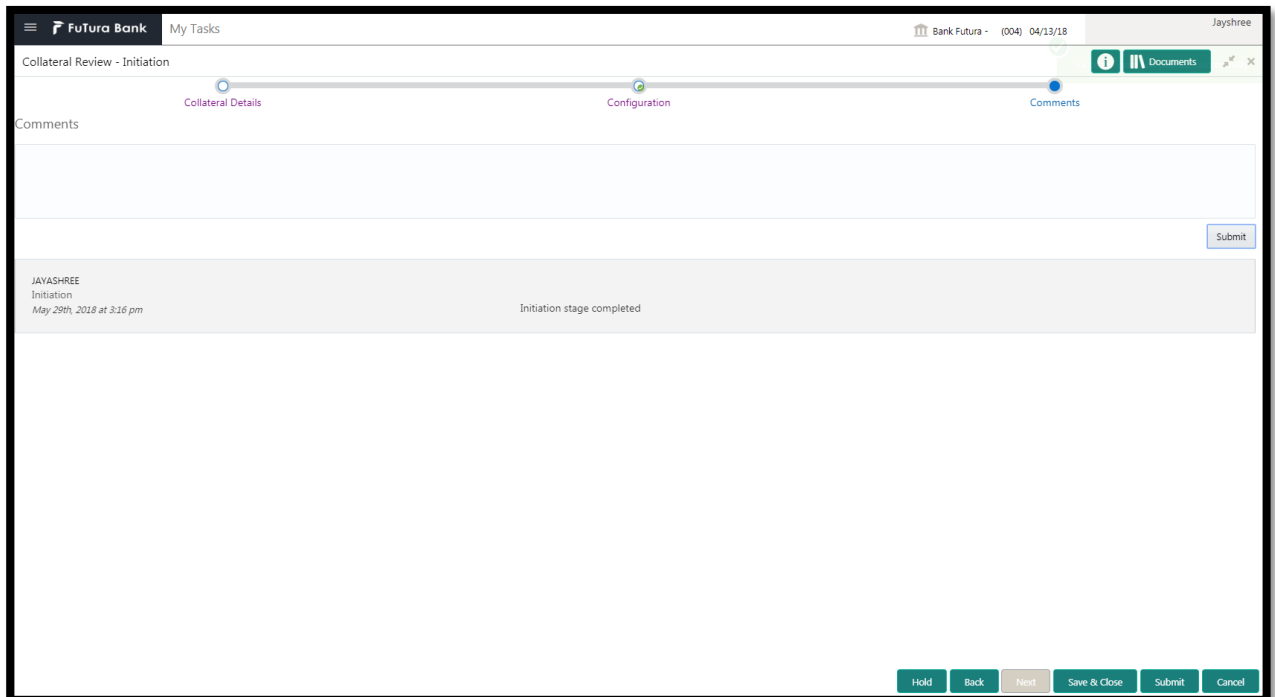 FuTura Bank My Tasks Bank Futura - (004) 04/13/18 Jayshree
Collateral Review - Initiation i Documents
Collateral Details Configuration Comments
Comments
Submit
JAYASHREE
Initiation
May 29th, 2018 at 3:16 pm Initiation stage completed
Hold Back Next Save & Close Submit Cancel